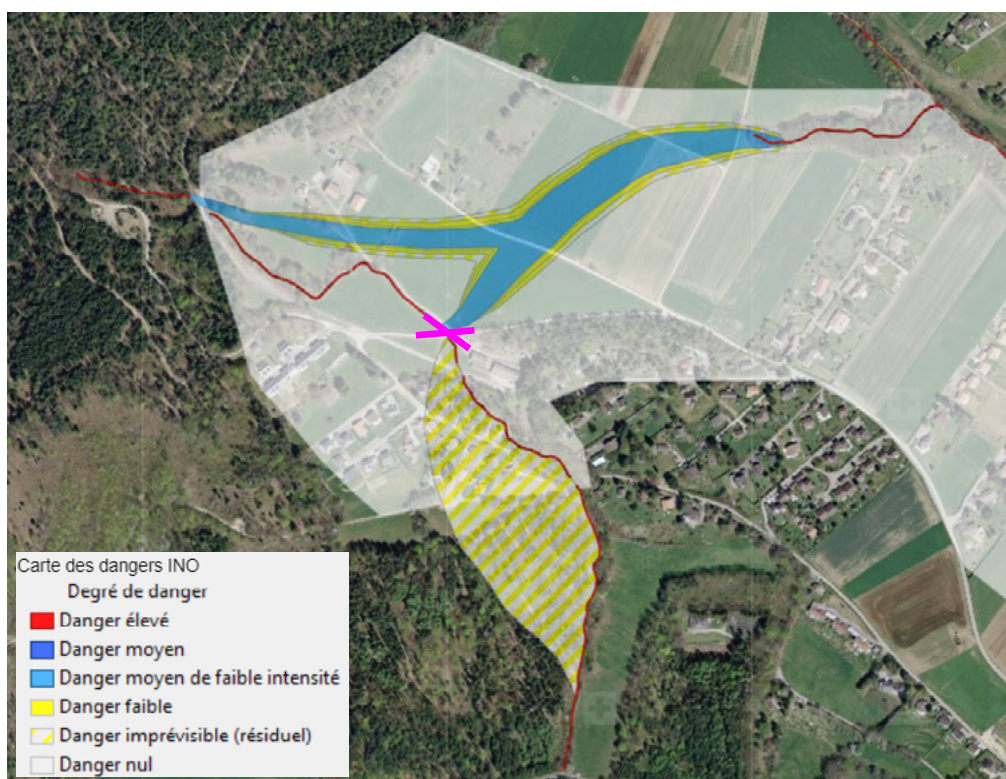 Carte des dangers INO
Degré de danger
Danger élevé
Danger moyen
Danger moyen de faible intensité
Danger faible
Danger imprévisible (résiduel)
Danger nul